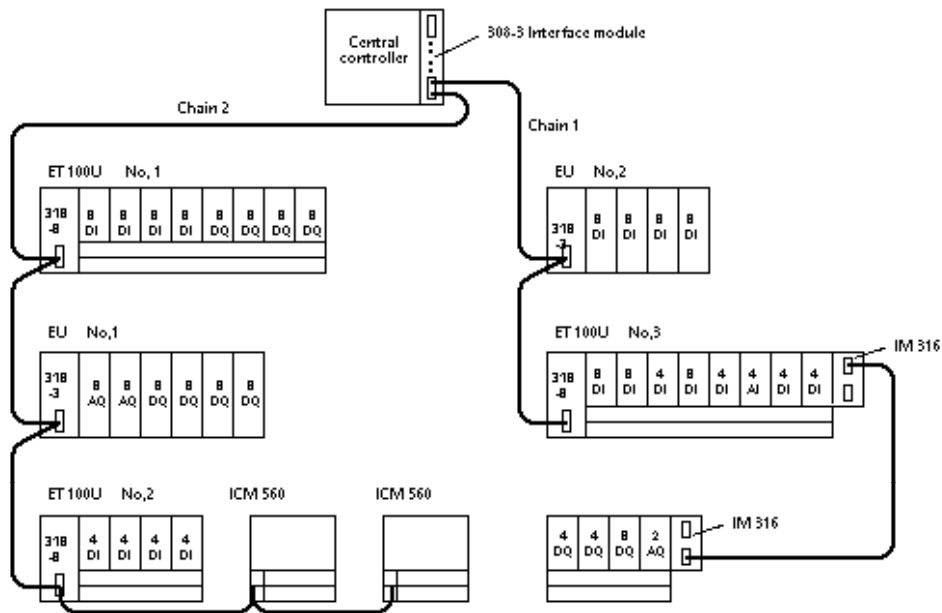 Central controller
308-3 Interface module
Chain 2
Chain 1
ET 100U No, 1
318 -8
8 DI
8 DI
8 DI
8 DI
8 DQ
8 DQ
8 DQ
8 DQ
EU No,2
318 -3
8 DI
8 DI
8 DI
8 DI
EU No,1
318 -3
8 AQ
8 AQ
8 DQ
8 DQ
8 DQ
8 DQ
ET 100U No,3
318 -8
8 DI
8 DI
4 DI
8 DI
4 DI
4 AI
4 DI
4 DI
IM 316
ET 100U No,2
318 -8
4 DI
4 DI
4 DI
4 DI
ICM 560
ICM 560
4 DQ
4 DQ
8 DQ
2 AQ
IM 316